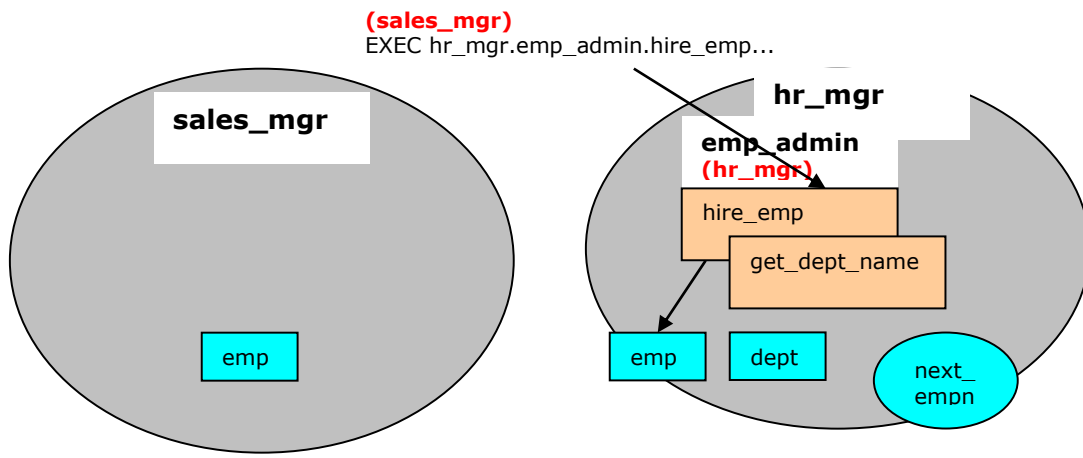 (sales_mgr)
EXEC hr_mgr.emp_admin.hire_emp...
sales_mgr
hr_mgr
emp_admin
(hr_mgr)
hire_emp
get_dept_name
emp
emp
dept
next_
empn